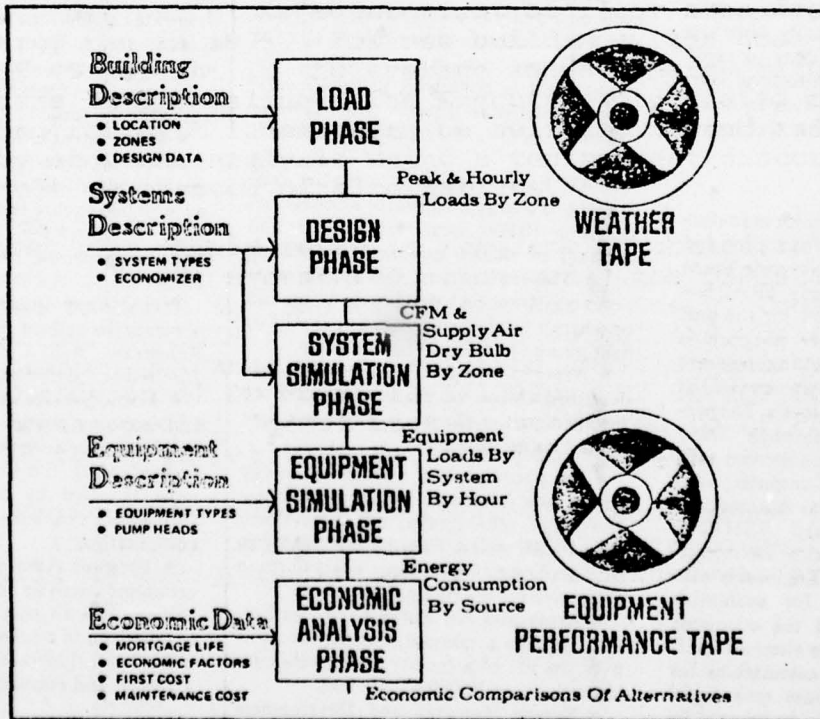 Building
Description
• LOCATION
• ZONES
• DESIGN DATA
LOAD
PHASE
Peak & Hourly
Loads By Zone
Systems
Description
• SYSTEM TYPES
• ECONOMIZER
DESIGN
PHASE
CFM &
Supply Air
Dry Bulb
By Zone
SYSTEM
SIMULATION
PHASE
Equipment
Loads By
System
By Hour
Equipment
Description
• EQUIPMENT TYPES
• PUMP HEADS
EQUIPMENT
SIMULATION
PHASE
Energy
Consumption
By Source
Economic Data
• MORTGAGE LIFE
• ECONOMIC FACTORS
• FIRST COST
• MAINTENANCE COST
ECONOMIC
ANALYSIS
PHASE
Economic Comparisons Of Alternatives
WEATHER
TAPE
EQUIPMENT
PERFORMANCE TAPE